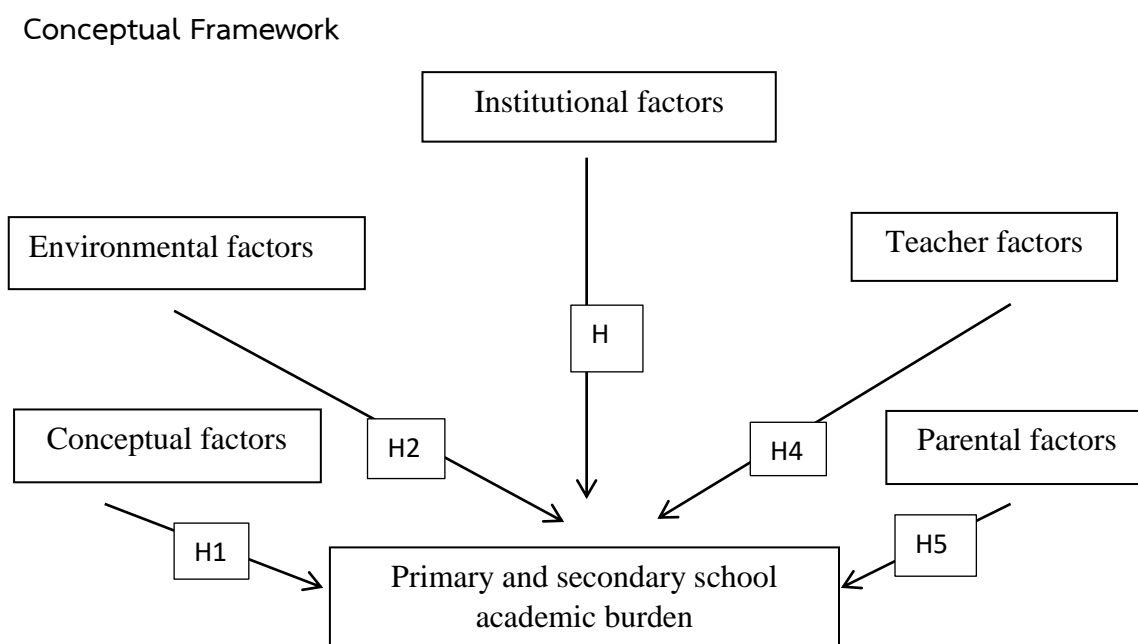 Conceptual Framework
Institutional factors
Environmental factors
Teacher factors
H
Conceptual factors
H2
H4
Parental factors
H1
H5
Primary and secondary school
academic burden